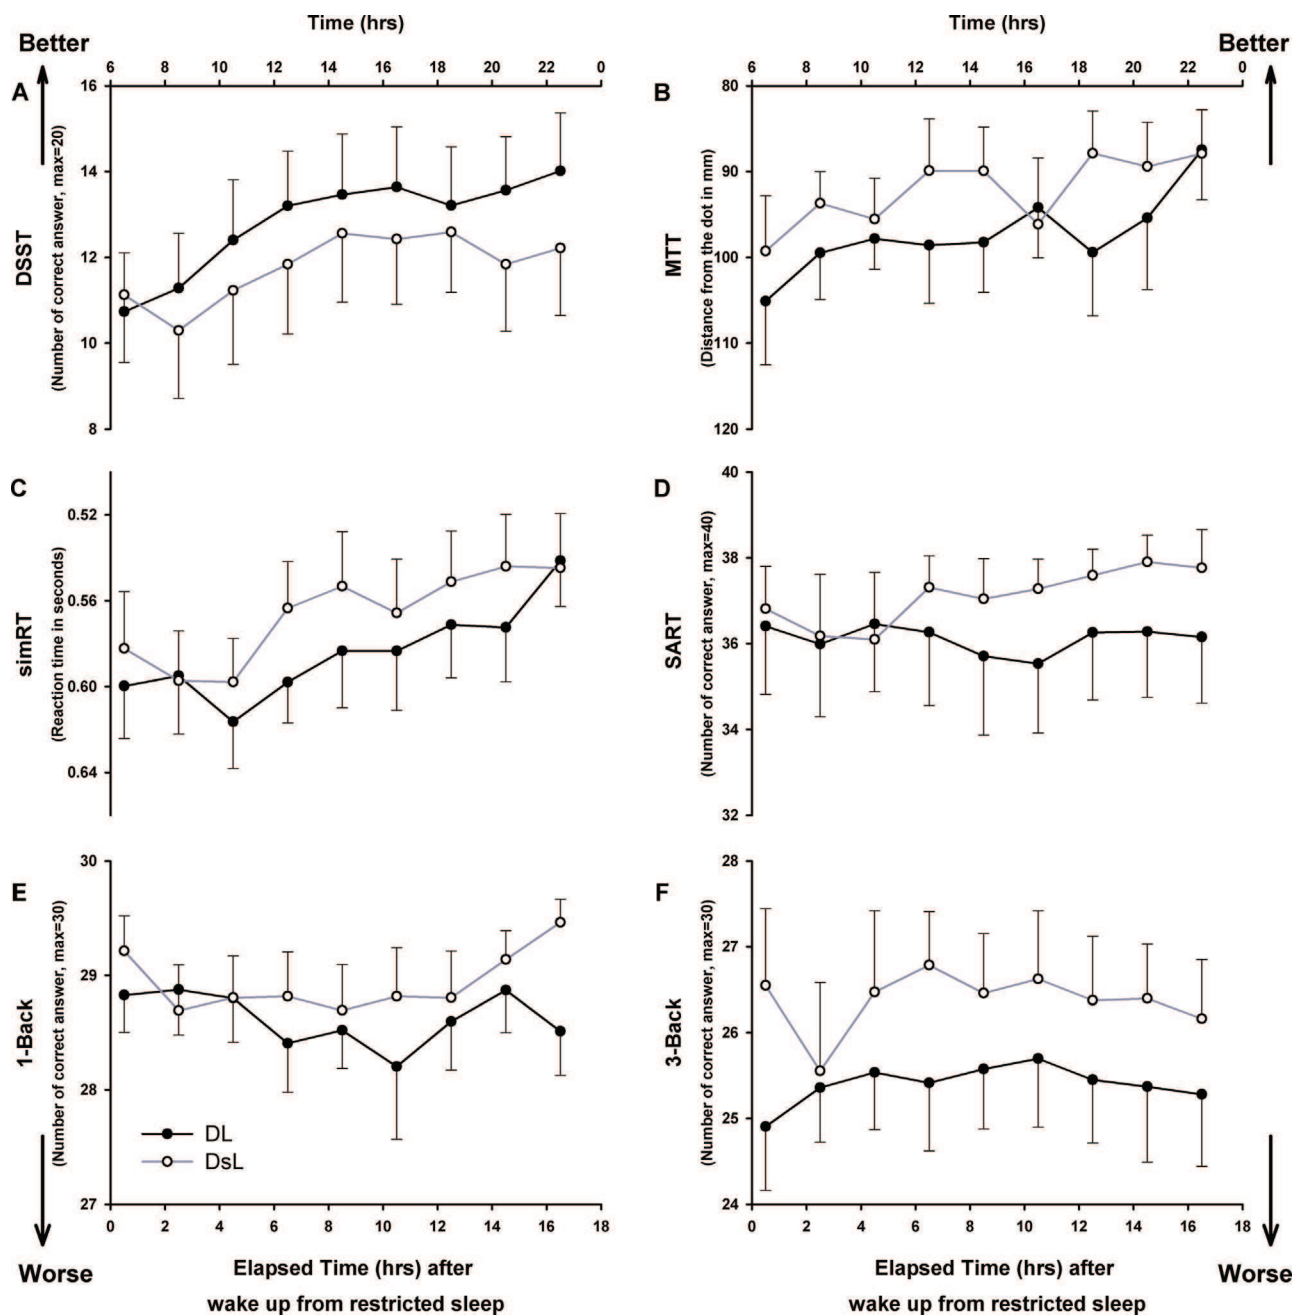 Time (hrs)
Time (hrs)
Better
Better
6 8 10 12 14 16 18 20 22 0
6 8 10 12 14 16 18 20 22 0
A
DSST
(Number of correct answer, max=20)
16
14
12
10
8
B
MTT
(Distance from the dot in mm)
80
90
100
110
120
C
simRT
(Reaction time in seconds)
0.52
0.56
0.60
0.64
D
SART
(Number of correct answer, max=40)
40
38
36
34
32
E
1-Back
(Number of correct answer, max=30)
30
29
28
27
DL
DsL
F
3-Back
(Number of correct answer, max=30)
28
27
26
25
24
0 2 4 6 8 10 12 14 16 18
0 2 4 6 8 10 12 14 16 18
Worse
Elapsed Time (hrs) after
wake up from restricted sleep
Elapsed Time (hrs) after
wake up from restricted sleep
Worse